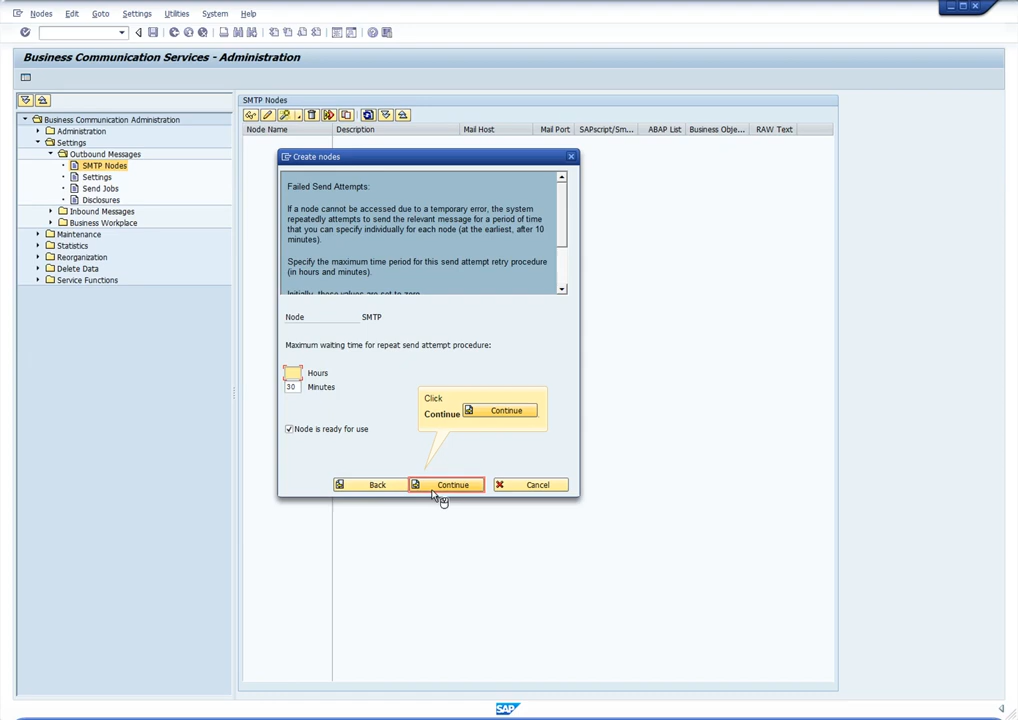 Nodes Edit Goto Settings Utilities System Help
Business Communication Services - Administration
Business Communication Administration
Administration
Settings
Outbound Messages
SMTP Nodes
Settings
Send Jobs
Disclosures
Inbound Messages
Business Workplace
Maintenance
Statistics
Reorganization
Delete Data
Service Functions
SMTP Nodes
Node Name Description Mail Host Mail Port SAPscript/Sm... ABAP List Business Obje... RAW Text
Create nodes
Failed Send Attempts:
If a node cannot be accessed due to a temporary error, the system
repeatedly attempts to send the relevant message for a period of time
that you can specify individually for each node (at the earliest, after 10
minutes).
Specify the maximum time period for this send attempt retry procedure
(in hours and minutes).
Initially, these values are set to zero.
Node SMTP
Maximum waiting time for repeat send attempt procedure:
Hours
30 Minutes
Click
Continue Continue
Node is ready for use
Back Continue Cancel
SAP